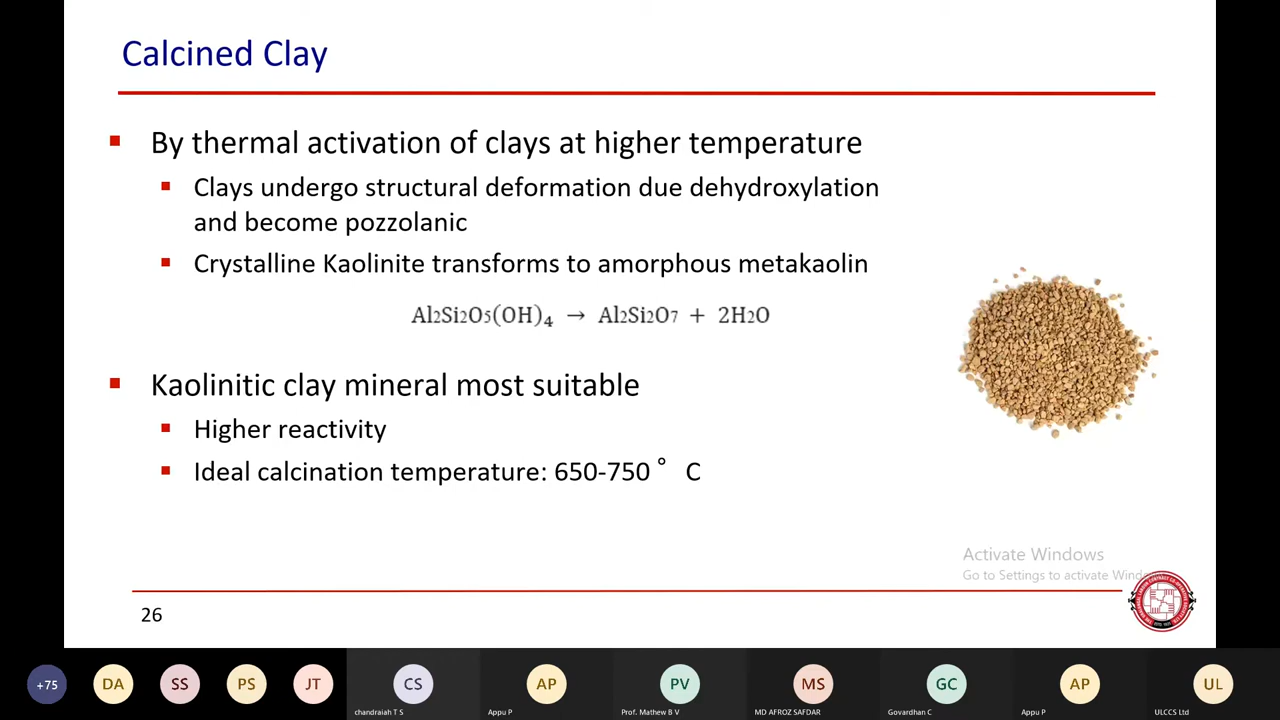 Calcined Clay
By thermal activation of clays at higher temperature
Clays undergo structural deformation due dehydroxylation
and become pozzolanic
Crystalline Kaolinite transforms to amorphous metakaolin
Al2Si2O5(OH)4 → Al2Si2O7 + 2H2O
Kaolinitic clay mineral most suitable
Higher reactivity
Ideal calcination temperature: 650-750° C
Activate Windows
Go to Settings to activate
26
+75 DA SS PS JT CS AP PV MS GC AP UL
chandraiah T S Appu P Prof. Mathew B V MD AFROZ SAFDAR Govardhan C Appu P ULCCS Ltd